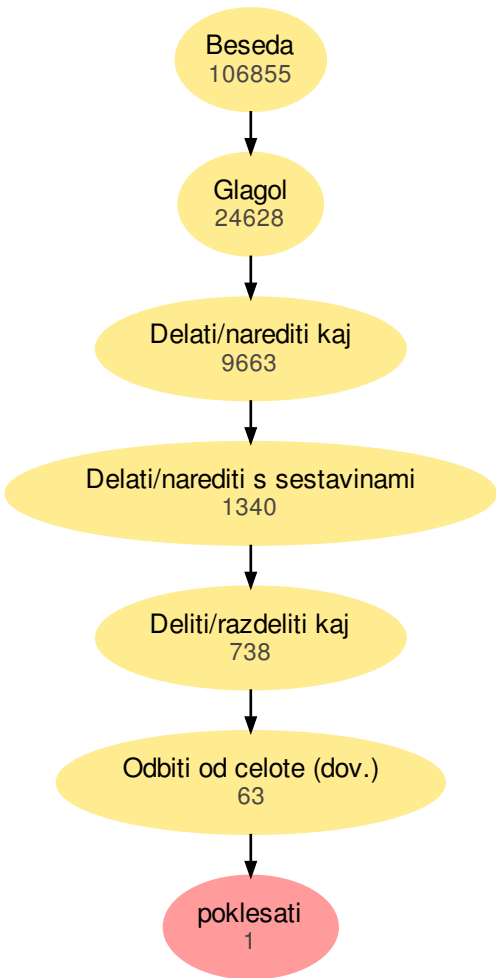 Beseda
106855
Glagol
24628
Delati/narediti kaj
9663
Delati/narediti s sestavinami
1340
Deliti/razdeliti kaj
738
Odbiti od celote (dov.)
63
poklesati
1